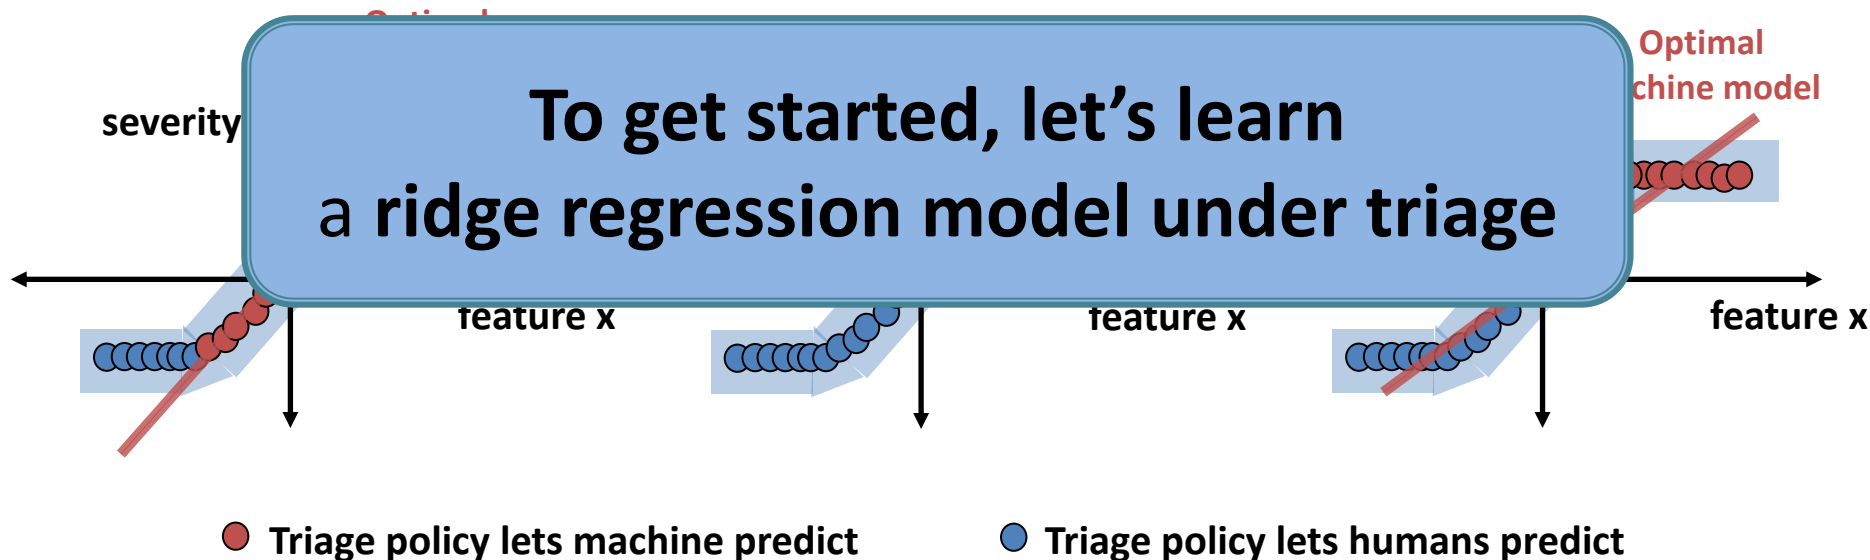 Optimal
chine model
severity
To get started, let’s learn
a ridge regression model under triage
feature x
feature x
feature x
Triage policy lets machine predict
Triage policy lets humans predict